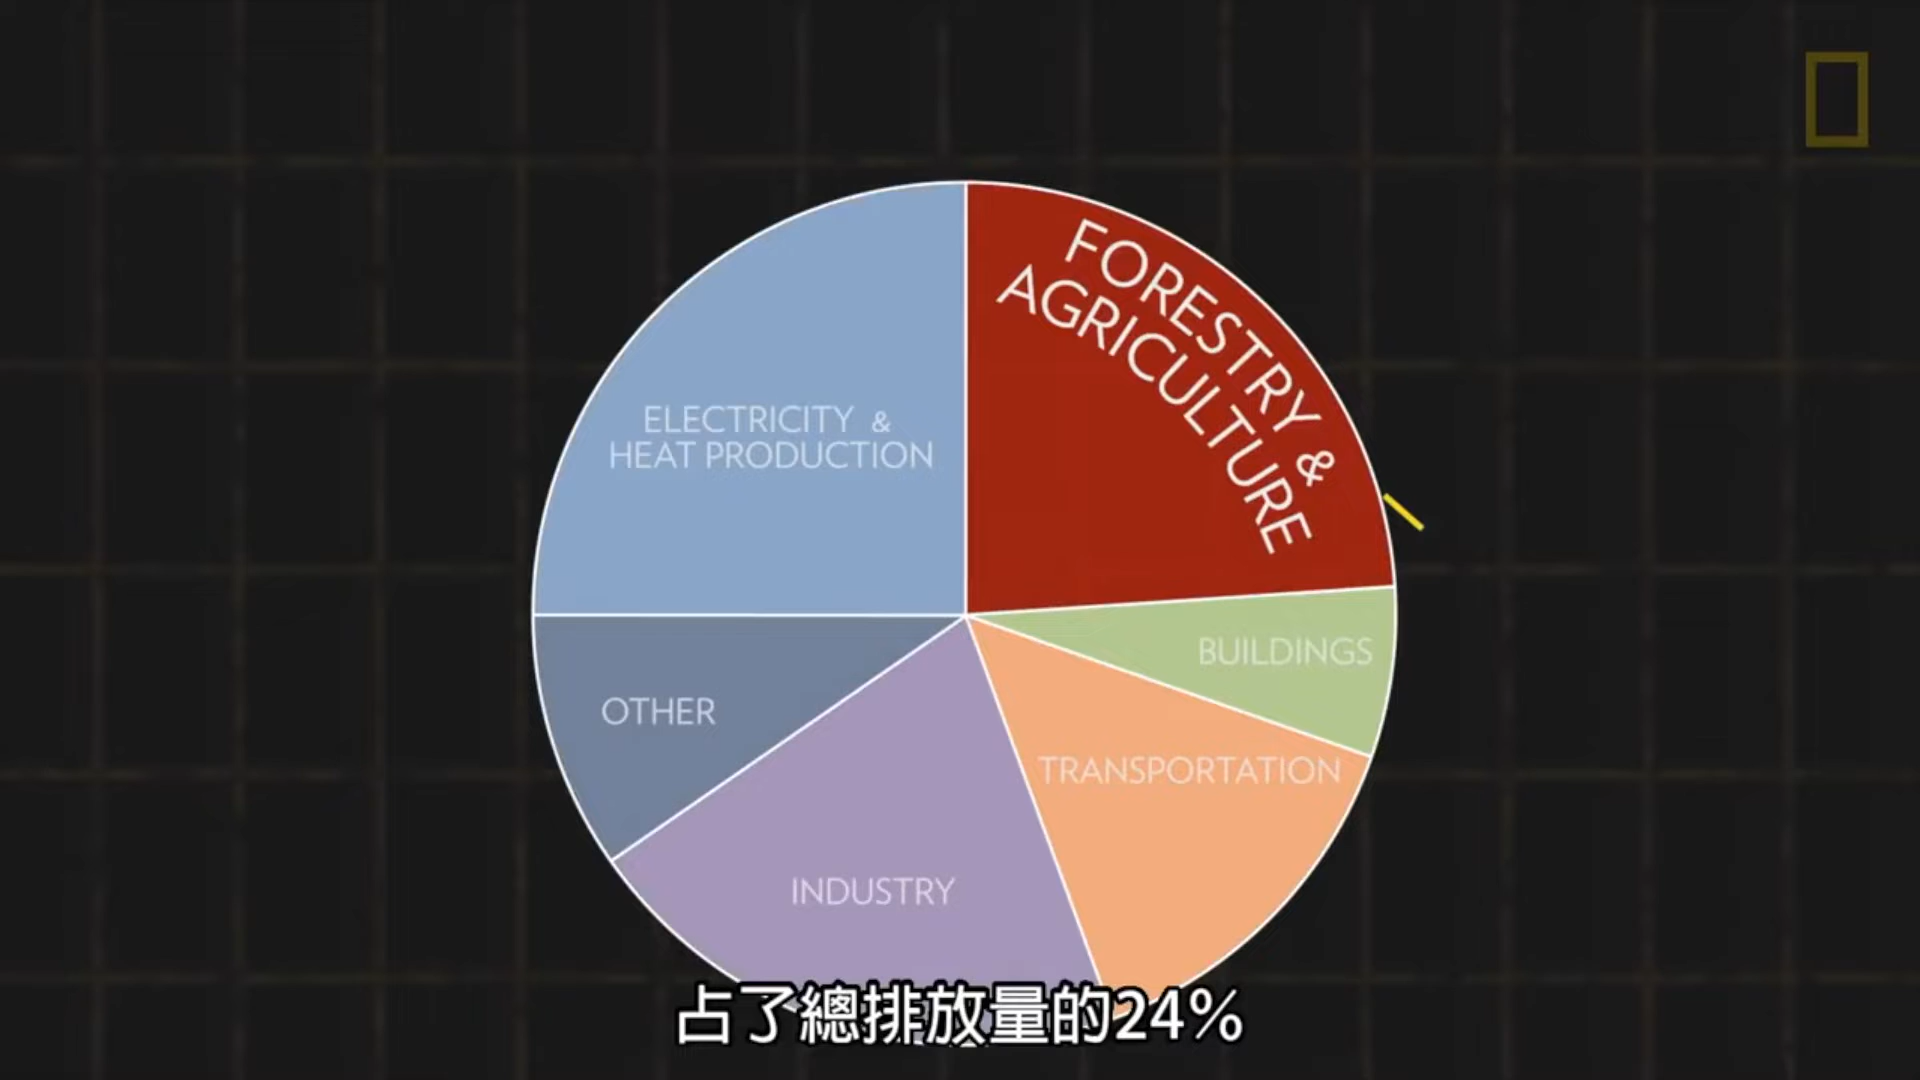 FORESTRY &
AGRICULTURE
ELECTRICITY &
HEAT PRODUCTION
BUILDINGS
OTHER
TRANSPORTATION
INDUSTRY
占了總排放量的24%